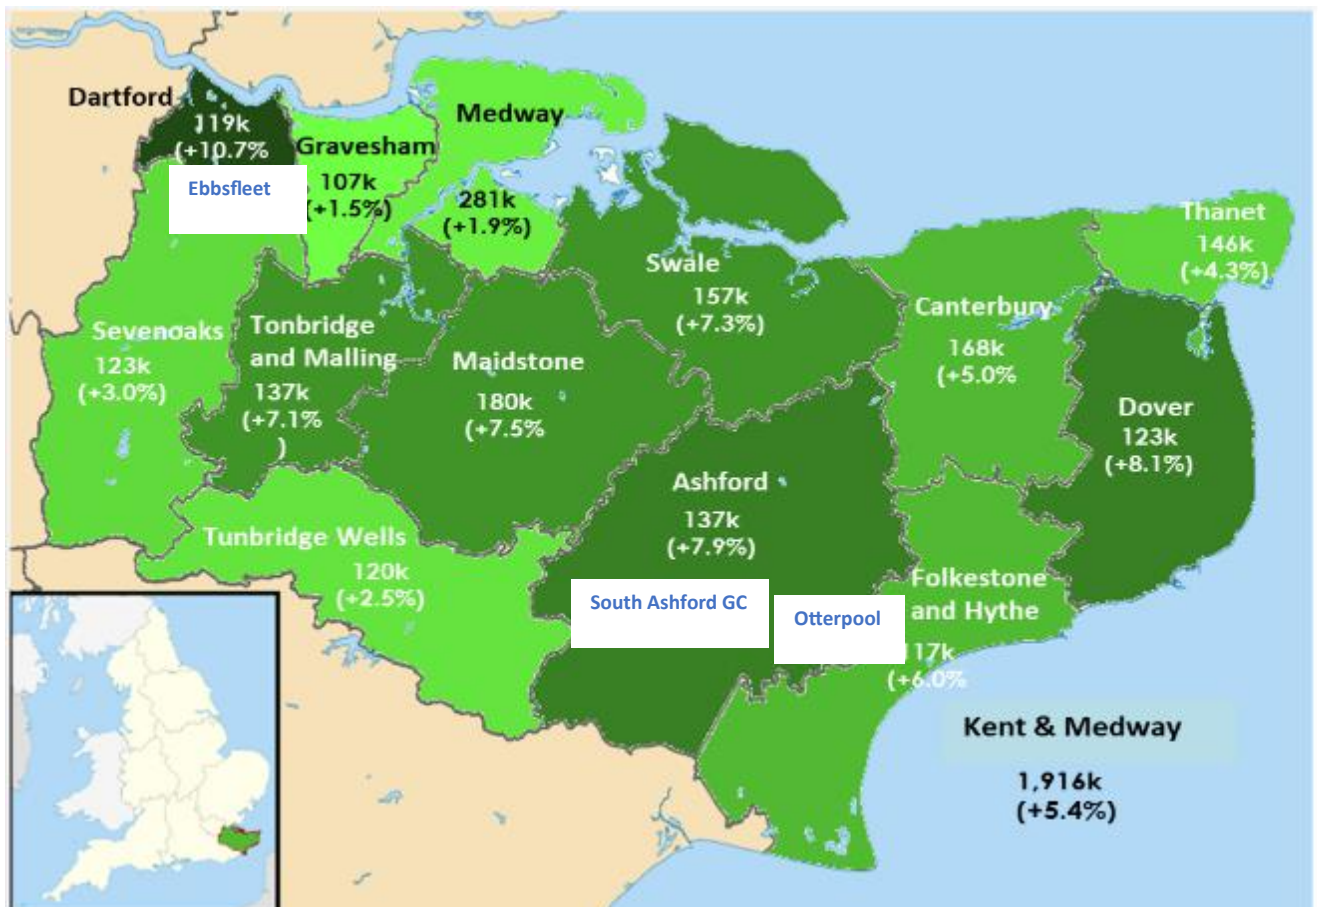 Dartford
119k
(+10.7%
Ebbsfleet
Gravesham
107k
(+1.5%)
Medway
281k
(+1.9%)
Thanet
146k
(+4.3%)
Swale
157k
(+7.3%)
Canterbury
168k
(+5.0%
Sevenoaks
123k
(+3.0%)
Tonbridge
and Malling
137k
(+7.1%
)
Maidstone
180k
(+7.5%
Dover
123k
(+8.1%)
Ashford
137k
(+7.9%)
Tunbridge Wells
120k
(+2.5%)
South Ashford GC
Otterpool
Folkestone
and Hythe
17k
(+6.0%
Kent & Medway
1,916k
(+5.4%)